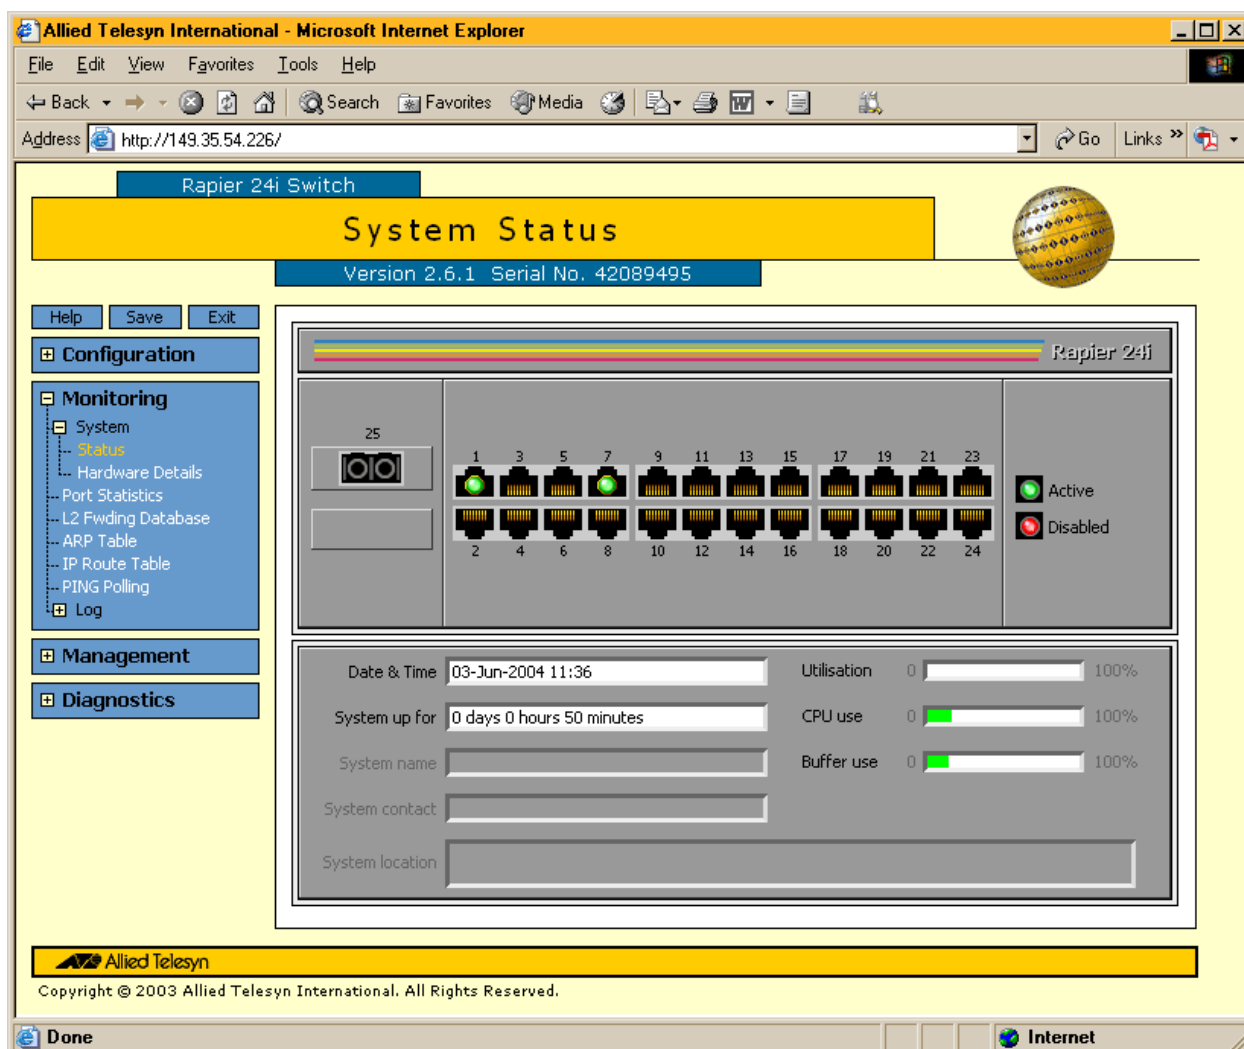 Allied Telesyn International - Microsoft Internet Explorer
File Edit View Favorites Tools Help
Back Search Favorites Media
Address http://149.35.54.226/ Go Links »
Rapier 24i Switch
System Status
Version 2.6.1 Serial No. 42089495
Help Save Exit
Configuration
Monitoring
System
Status
Hardware Details
Port Statistics
L2 Fwding Database
ARP Table
IP Route Table
PING Polling
Log
Management
Diagnostics
Rapier 24i
25
1 3 5 7 9 11 13 15 17 19 21 23
2 4 6 8 10 12 14 16 18 20 22 24
Active
Disabled
Date & Time 03-Jun-2004 11:36
System up for 0 days 0 hours 50 minutes
System name
System contact
System location
Utilisation 0 100%
CPU use 0 100%
Buffer use 0 100%
Allied Telesyn
Copyright © 2003 Allied Telesyn International. All Rights Reserved.
Done Internet